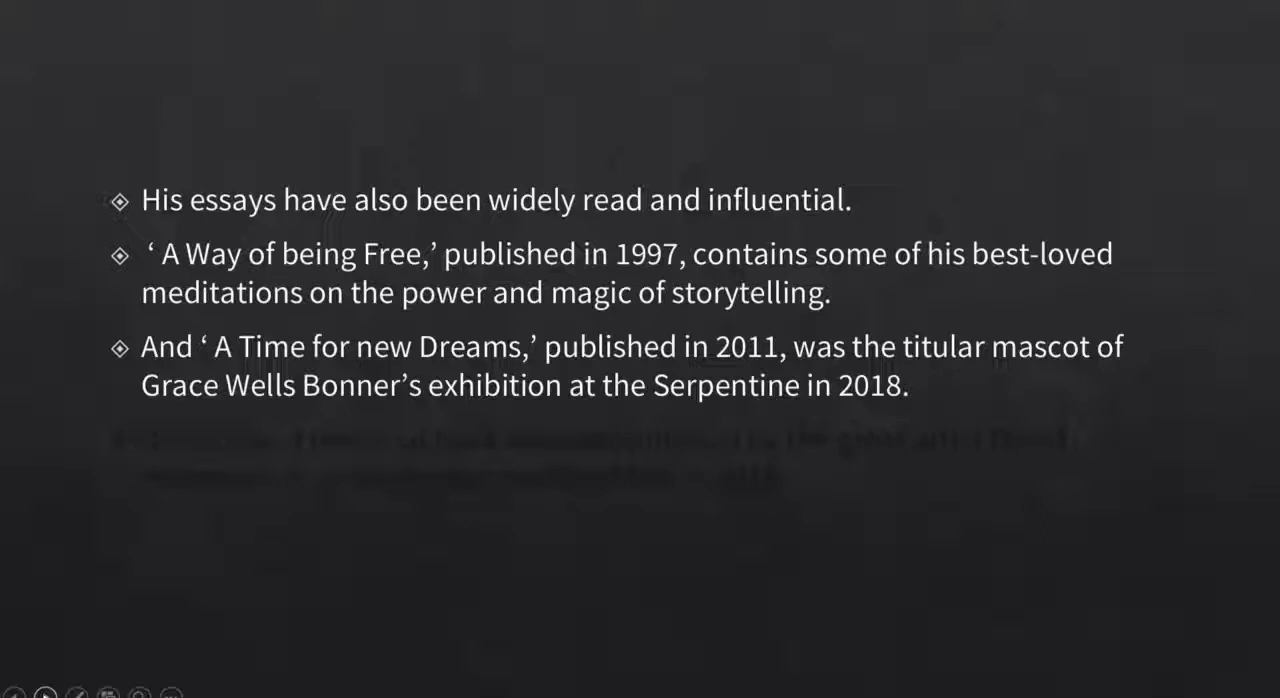 His essays have also been widely read and influential.
‘ A Way of being Free,’ published in 1997, contains some of his best-loved
meditations on the power and magic of storytelling.
And ‘ A Time for new Dreams,’ published in 2011, was the titular mascot of
Grace Wells Bonner’s exhibition at the Serpentine in 2018.